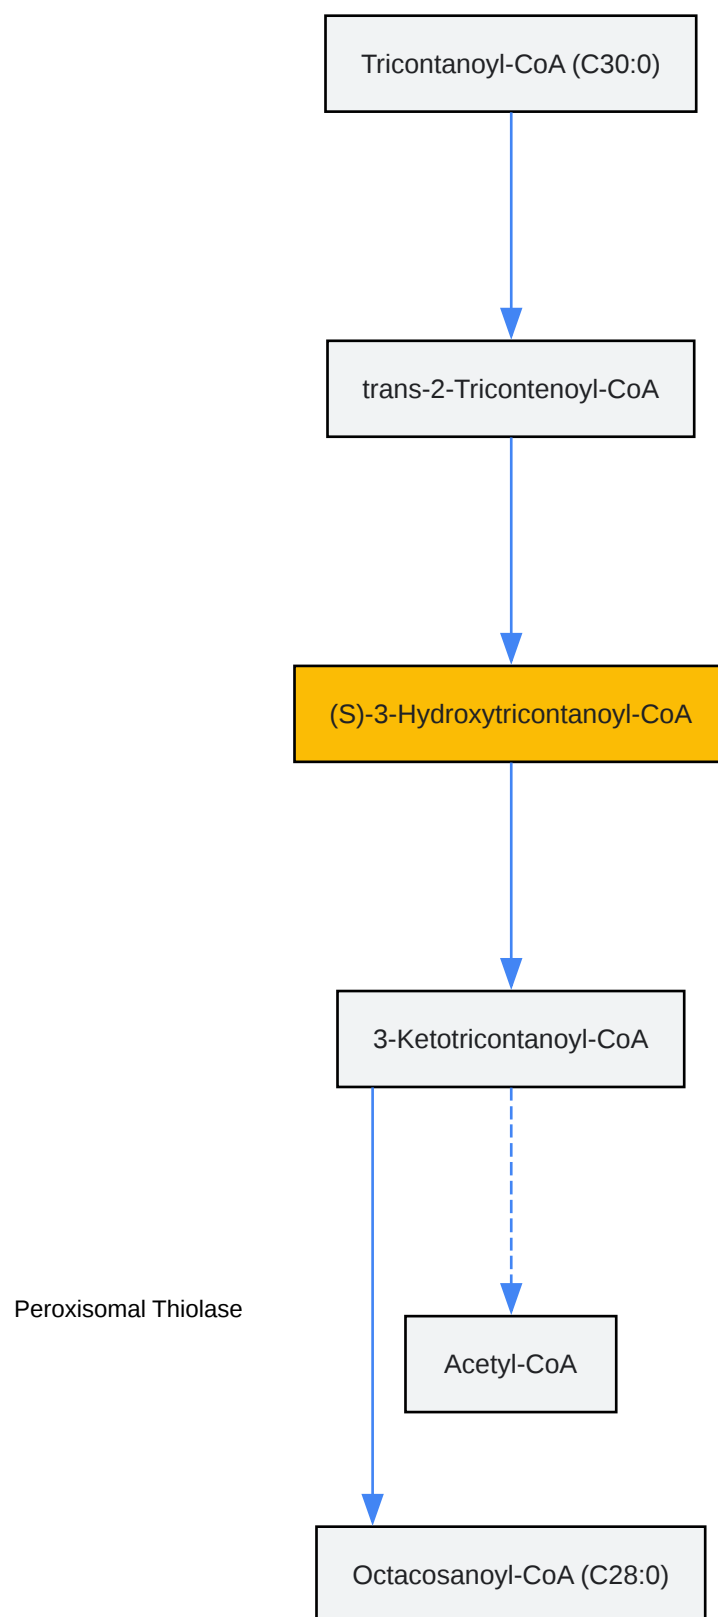 Tricontanoyl-CoA (C30:0)
trans-2-Tricontenoyl-CoA
(S)-3-Hydroxytricontanoyl-CoA
3-Ketotricontanoyl-CoA
Peroxisomal Thiolase
Acetyl-CoA
Octacosanoyl-CoA (C28:0)